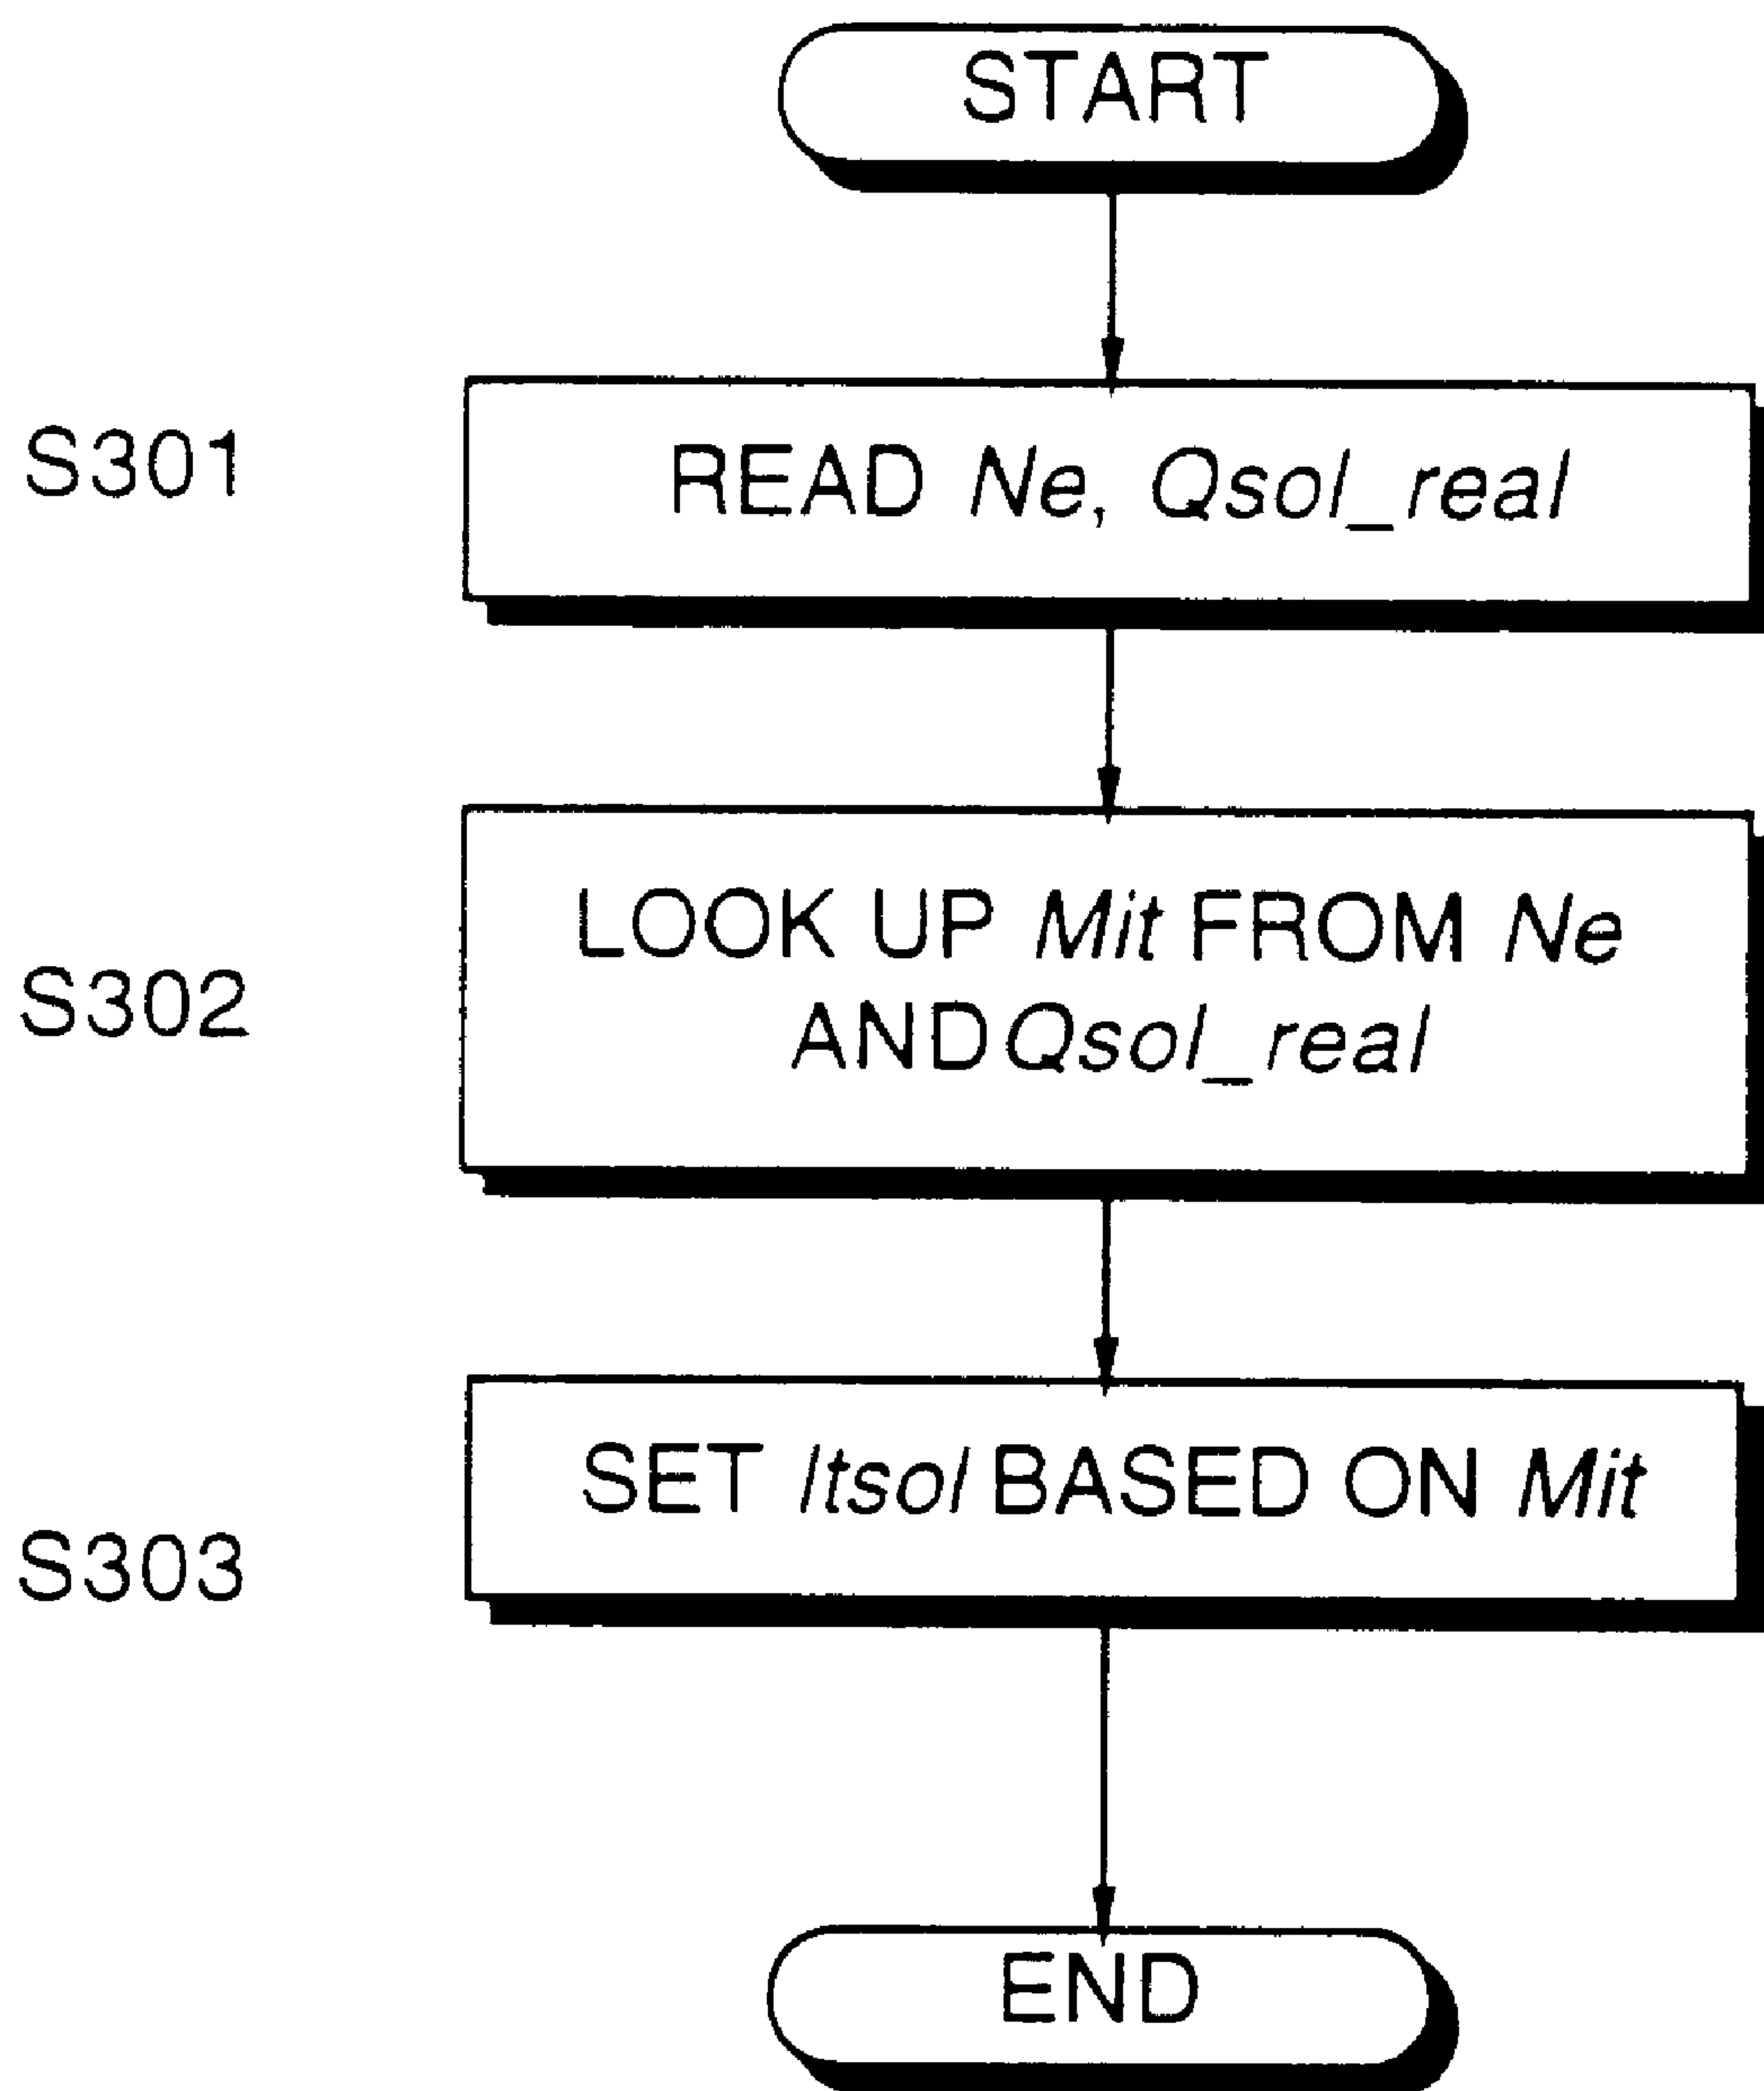 START
S301
READ Ne, Qsol_real
LOOK UP Mit FROM Ne
AND Qsol_real
S302
SET Itsol BASED ON Mit
S303
END